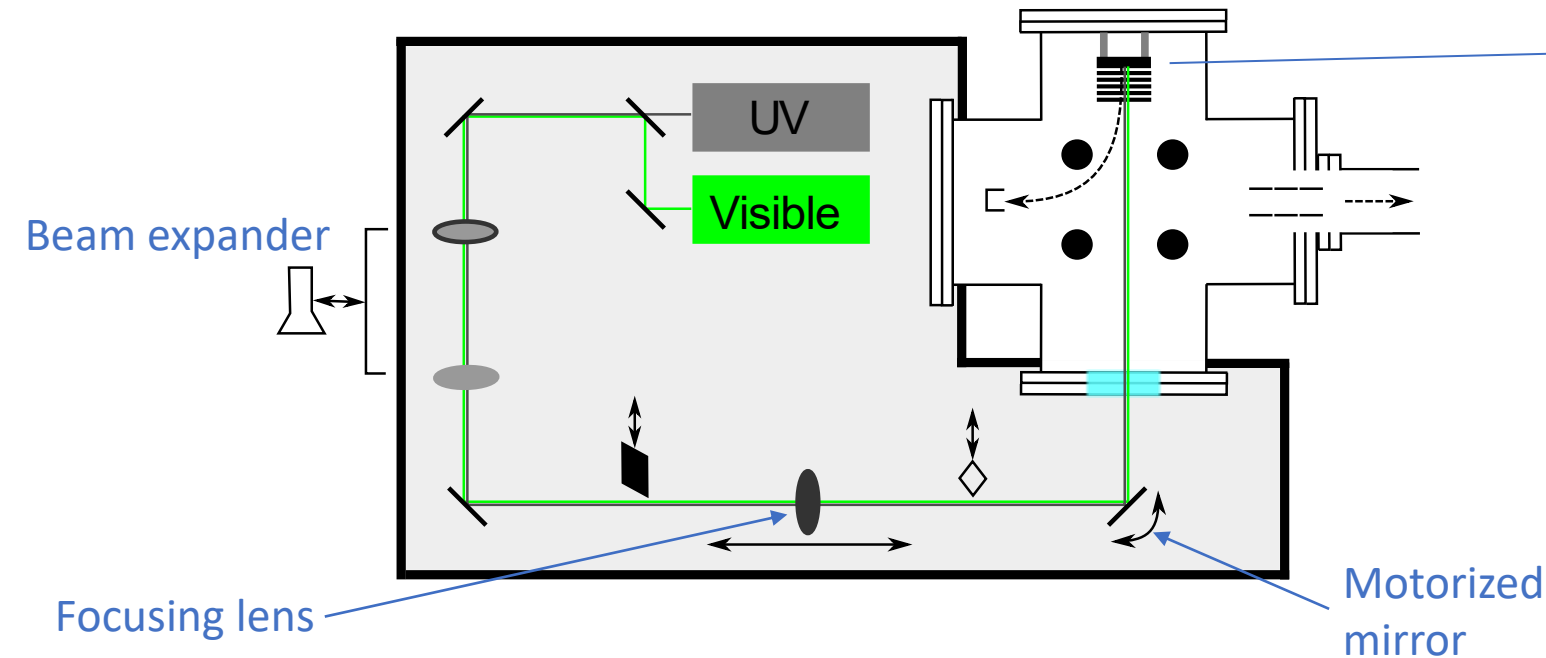 UV
Visible
Beam expander
Focusing lens
Motorized
mirror